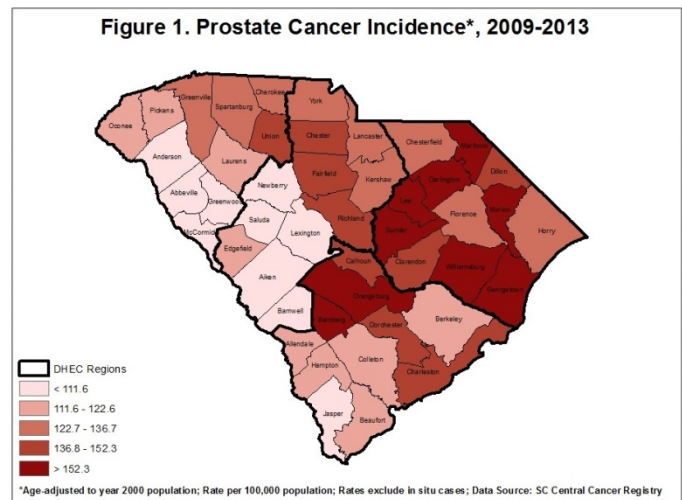 Figure 1. Prostate Cancer Incidence*, 2009-2013
Cherokee
York
Greenville
Spartanburg
Pickens
Oconee
Union
Chester
Lancaster
Chesterfield
Marlboro
Anderson
Laurens
Dillon
Fairfield
Kershaw
Darlington
Newberry
Lee
Marion
Abbeville
Greenwood
Florence
Saluda
Richland
Horry
McCormick
Lexington
Sumter
Edgefield
Calhoun
Clarendon
Williamsburg
Aiken
Georgetown
Orangeburg
Barnwell
Bamberg
Dorchester
Berkeley
Allendale
Colleton
Hampton
Charleston
Jasper
Beaufort
DHEC Regions
< 111.6
111.6 - 122.6
122.7 - 136.7
136.8 - 152.3
> 152.3
*Age-adjusted to year 2000 population; Rate per 100,000 population; Rates exclude in situ cases; Data Source: SC Central Cancer Registry